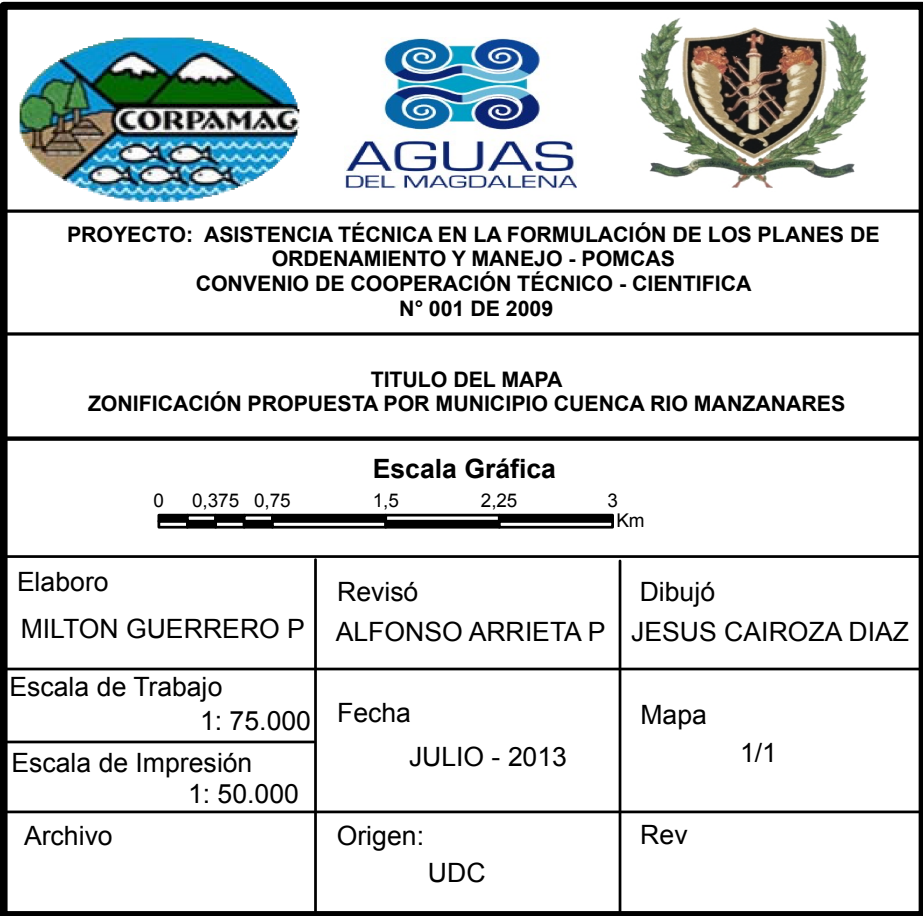 CORPAMAG
AGUAS
DEL MAGDALENA
PROYECTO: ASISTENCIA TÉCNICA EN LA FORMULACIÓN DE LOS PLANES DE
ORDENAMIENTO Y MANEJO - POMCAS
CONVENIO DE COOPERACIÓN TÉCNICO - CIENTIFICA
N° 001 DE 2009
TITULO DEL MAPA
ZONIFICACIÓN PROPUESTA POR MUNICIPIO CUENCA RIO MANZANARES
Escala Gráfica
0 0,375 0,75 1,5 2,25 3
Km
Elaboro
MILTON GUERRERO P
Revisó
ALFONSO ARRIETA P
Dibujó
JESUS CAIROZA DIAZ
Escala de Trabajo
1: 75.000
Escala de Impresión
1: 50.000
Fecha
JULIO - 2013
Mapa
1/1
Archivo
Origen:
UDC
Rev